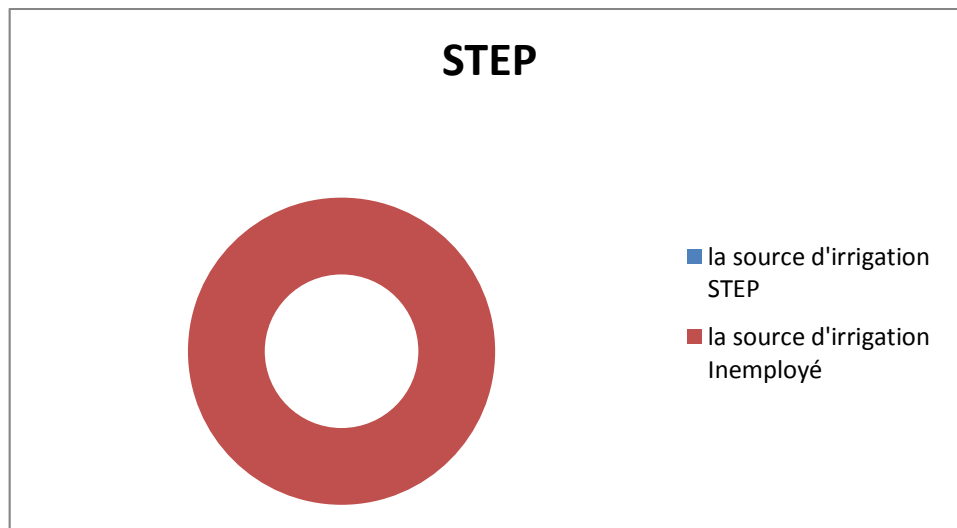 STEP
la source d'irrigation
STEP
la source d'irrigation
Inemployé